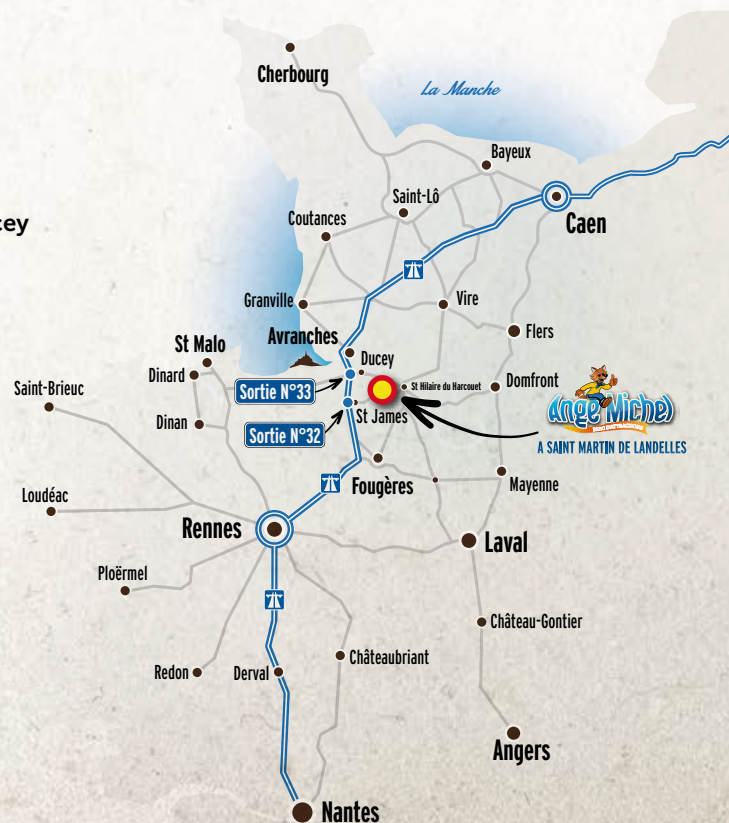 Cherbourg
La Manche
Bayeux
Saint-Lô
Caen
cey
Coutances
Granville
Vire
Avranches
Flers
St Malo
Ducey
Dinard
Sortie N°33
St Hilaire du Harcouet
Domfront
Saint-Brieuc
Ange Michel
Dinan
Sortie N°32
St James
A SAINT MARTIN DE LANDELLES
Loudéac
Fougères
Mayenne
Rennes
Laval
Ploërmel
Château-Gontier
Châteaubriant
Redon
Derval
Angers
Nantes